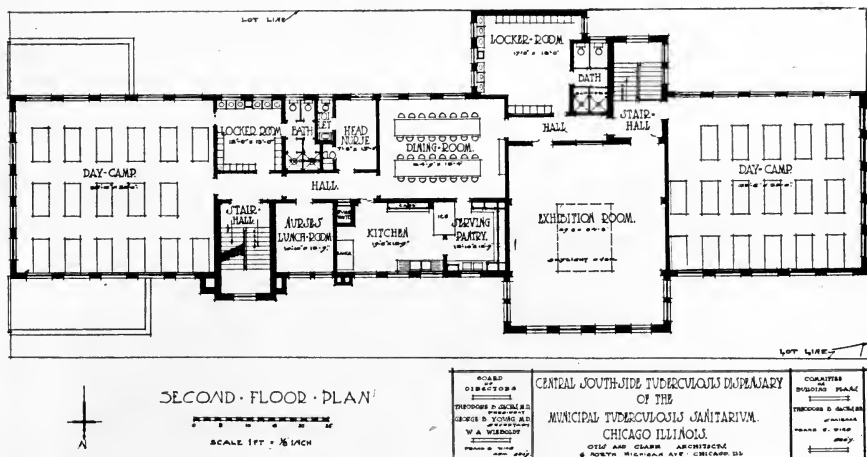 LOT LINE
LOCKER-ROOM
BATH
STAIR-
HALL
HALL
LOCKER ROOM
BATH
TOILET
HEAD
NURSE
DINING-ROOM.
DAY-CAMP.
DAY-CAMP.
HALL
STAIR-
HALL
NURSES
LUNCH-ROOM
KITCHEN
SERVING
PANTRY.
ICE
EXHIBITION ROOM.
LOT LINE
SECOND·FLOOR·PLAN
SCALE 1 FT = ⅛ INCH
N
BOARD
OF
DIRECTORS
THEODORE B. SACHS, M.D.
PRESIDENT
GEORGE B. YOUNG M.D.
SECRETARY
W. A. WIEBOLDT
CENTRAL SOUTH-SIDE TUBERCULOSIS DISPENSARY
OF THE
MUNICIPAL TUBERCULOSIS SANITARIUM.
CHICAGO ILLINOIS.
OTIS AND CLARK ARCHITECTS
6 NORTH MICHIGAN AVE · CHICAGO. ILL
COMMITTEE
ON
BUILDING PLANS
THEODORE B. SACHS, M.D.